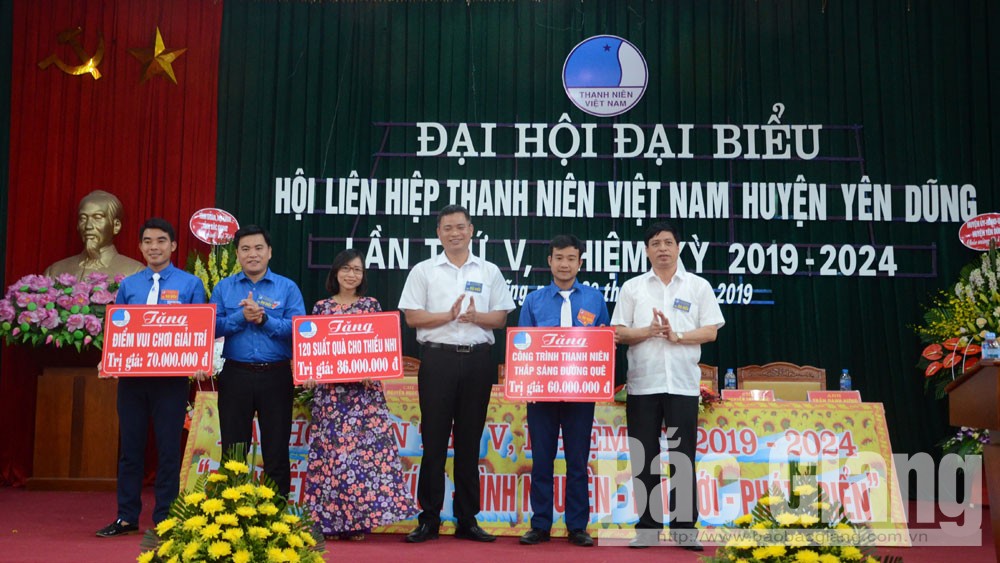 THANH NIÊN
VIỆT NAM
ĐẠI HỘI ĐẠI BIỂU
HỘI LIÊN HIỆP THANH NIÊN VIỆT NAM HUYỆN YÊN DŨNG
LẦN THỨ V, NHIỆM KỲ 2019 - 2024
2019
Tặng
ĐIỂM VUI CHƠI GIẢI TRÍ
Trị giá: 70.000.000 đ
Tặng
120 SUẤT QUÀ CHO THIẾU NHI
Trị giá: 36.000.000 đ
Tặng
CÔNG TRÌNH THANH NIÊN
THẮP SÁNG ĐƯỜNG QUÊ
Trị giá: 60.000.000 đ
2019 - 2024
Bắc Giang
www.baobacgiang.com.vn